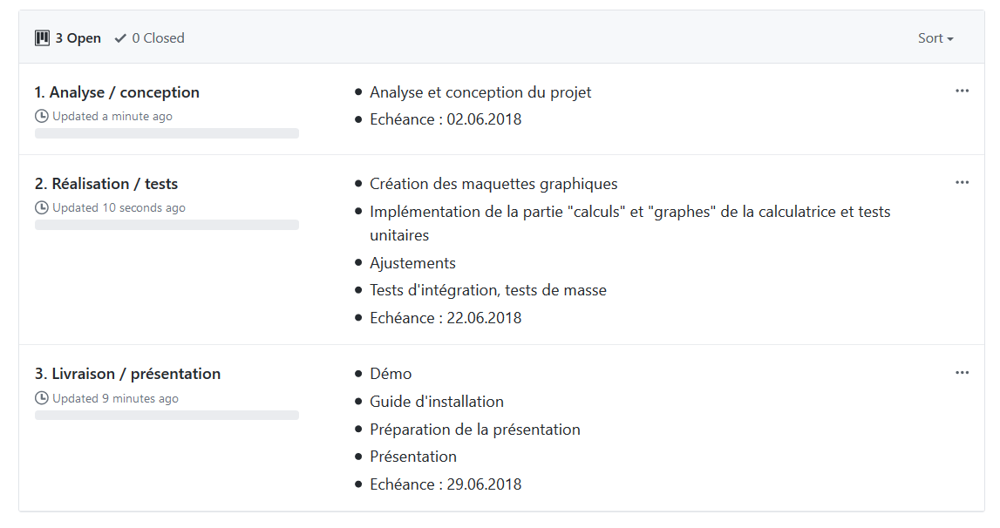 3 Open 0 Closed Sort
1. Analyse / conception
Updated a minute ago
Analyse et conception du projet
Echéance : 02.06.2018
2. Réalisation / tests
Updated 10 seconds ago
Création des maquettes graphiques
Implémentation de la partie "calculs" et "graphes" de la calculatrice et tests
unitaires
Ajustements
Tests d'intégration, tests de masse
Echéance : 22.06.2018
3. Livraison / présentation
Updated 9 minutes ago
Démo
Guide d'installation
Préparation de la présentation
Présentation
Echéance : 29.06.2018